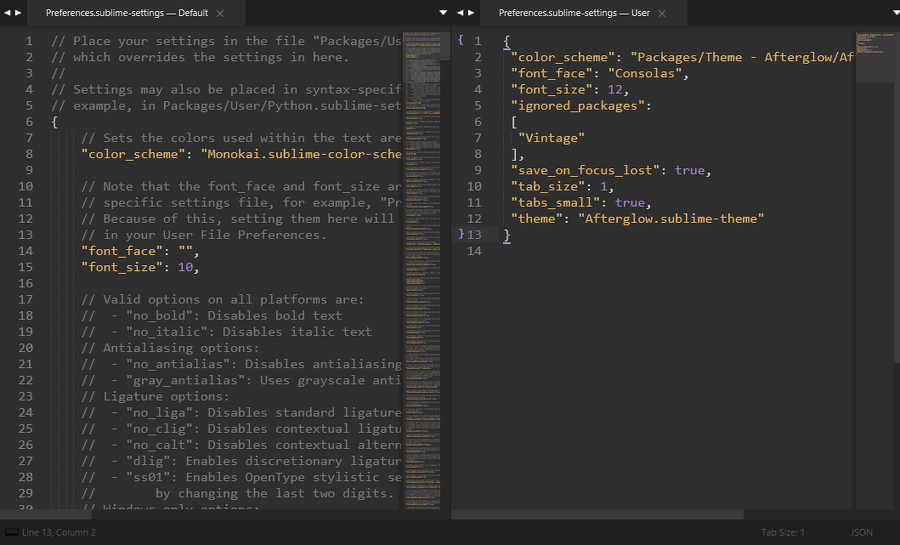 Preferences.sublime-settings — Default
1 // Place your settings in the file "Packages/Us
2 // which overrides the settings in here.
3 //
4 // Settings may also be placed in syntax-specif
5 // example, in Packages/User/Python.sublime-set
6 {
7 // Sets the colors used within the text are
8 "color_scheme": "Monokai.sublime-color-sche
9
10 // Note that the font_face and font_size ar
11 // specific settings file, for example, "Pr
12 // Because of this, setting them here will
13 // in your User File Preferences.
14 "font_face": "",
15 "font_size": 10,
16
17 // Valid options on all platforms are:
18 //  - "no_bold": Disables bold text
19 //  - "no_italic": Disables italic text
20 // Antialiasing options:
21 //  - "no_antialias": Disables antialiasing
22 //  - "gray_antialias": Uses grayscale anti
23 // Ligature options:
24 //  - "no_liga": Disables standard ligature
25 //  - "no_clig": Disables contextual ligatu
26 //  - "no_calt": Disables contextual altern
27 //  - "dlig": Enables discretionary ligatur
28 //  - "ss01": Enables OpenType stylistic se
29 //        by changing the last two digits.
30 // Windows only options:
Preferences.sublime-settings — User
{ 1 {
2 "color_scheme": "Packages/Theme - Afterglow/Af
3 "font_face": "Consolas",
4 "font_size": 12,
5 "ignored_packages":
6 [
7 "Vintage"
8 ],
9 "save_on_focus_lost": true,
10 "tab_size": 1,
11 "tabs_small": true,
12 "theme": "Afterglow.sublime-theme"
} 13 }
14
Line 13, Column 2
Tab Size: 1
JSON